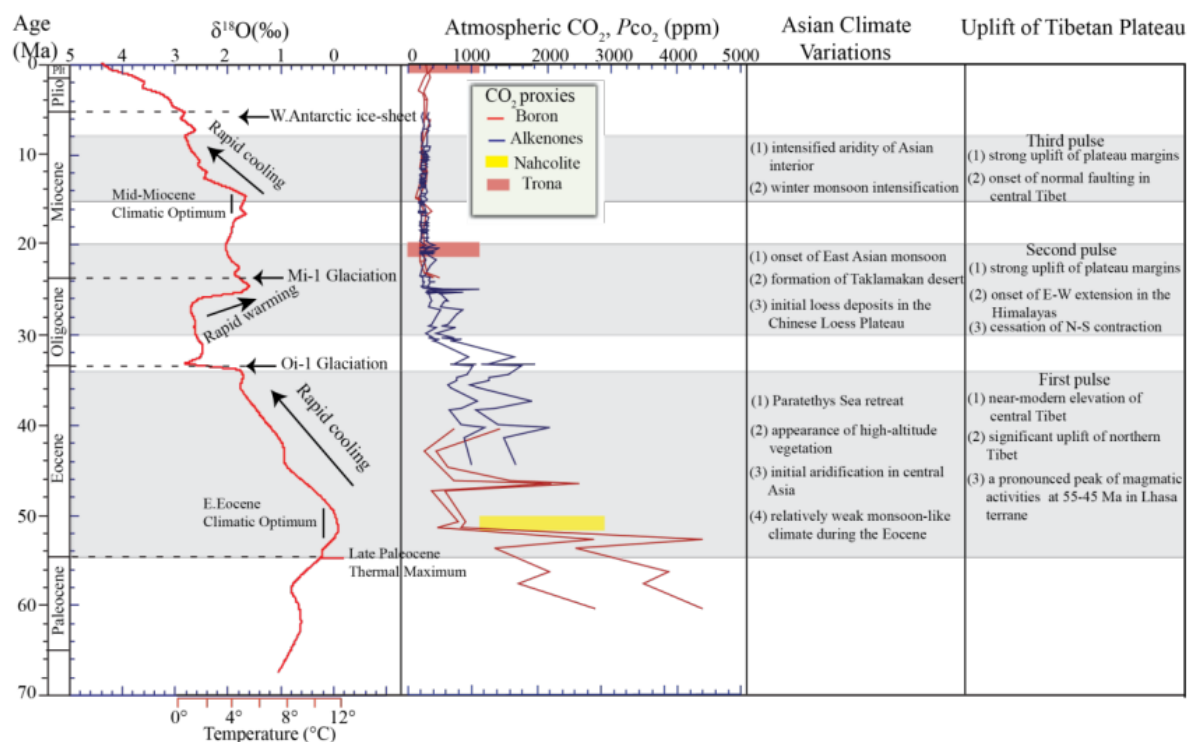 Age
(Ma)
δ18O(‰)
Atmospheric CO2, Pco2 (ppm)
Asian Climate
Variations
Uplift of Tibetan Plateau
5 4 3 2 1 0
0 1000 2000 3000 4000 5000
0
10
20
30
40
50
60
70
Plt
Plio
Miocene
Oligocene
Eocene
Paleocene
W.Antarctic ice-sheet
Rapid cooling
Mid-Miocene
Climatic Optimum
Mi-1 Glaciation
Rapid warming
Oi-1 Glaciation
Rapid cooling
E.Eocene
Climatic Optimum
Late Paleocene
Thermal Maximum
0° 4° 8° 12°
Temperature (°C)
CO2 proxies
Boron
Alkenones
Nahcolite
Trona
(1) intensified aridity of Asian
interior
(2) winter monsoon intensification
(1) onset of East Asian monsoon
(2) formation of Taklamakan desert
(3) initial loess deposits in the
Chinese Loess Plateau
(1) Paratethys Sea retreat
(2) appearance of high-altitude
vegetation
(3) initial aridification in central
Asia
(4) relatively weak monsoon-like
climate during the Eocene
Third pulse
(1) strong uplift of plateau margins
(2) onset of normal faulting in
central Tibet
Second pulse
(1) strong uplift of plateau margins
(2) onset of E-W extension in the
Himalayas
(3) cessation of N-S contraction
First pulse
(1) near-modern elevation of
central Tibet
(2) significant uplift of northern
Tibet
(3) a pronounced peak of magmatic
activities at 55-45 Ma in Lhasa
terrane